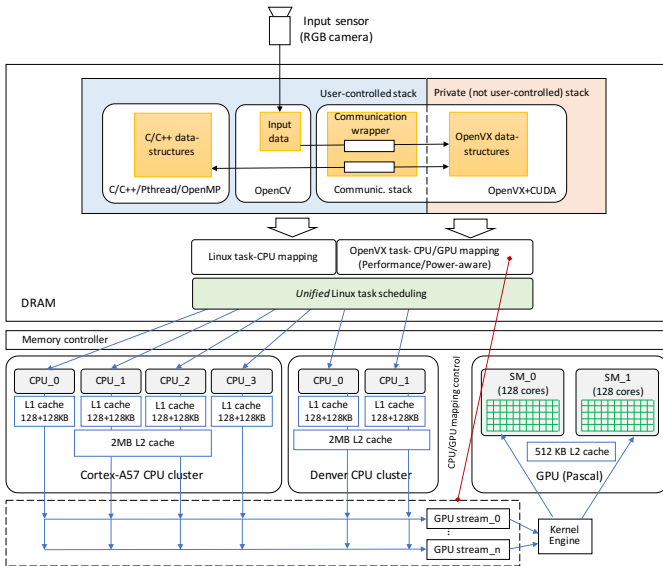 Input sensor
(RGB camera)
User-controlled stack
Private (not user-controlled) stack
C/C++ data-
structures
Input
data
Communication
wrapper
OpenVX data-
structures
C/C++/Pthread/OpenMP
OpenCV
Communic. stack
OpenVX+CUDA
Linux task-CPU mapping
OpenVX task- CPU/GPU mapping
(Performance/Power-aware)
Unified Linux task scheduling
DRAM
Memory controller
CPU_0
CPU_1
CPU_2
CPU_3
L1 cache
128+128KB
L1 cache
128+128KB
L1 cache
128+128KB
L1 cache
128+128KB
2MB L2 cache
Cortex-A57 CPU cluster
CPU_0
CPU_1
L1 cache
128+128KB
L1 cache
128+128KB
2MB L2 cache
Denver CPU cluster
CPU/GPU mapping control
SM_0
(128 cores)
SM_1
(128 cores)
512 KB L2 cache
GPU (Pascal)
GPU stream_0
:
GPU stream_n
Kernel
Engine